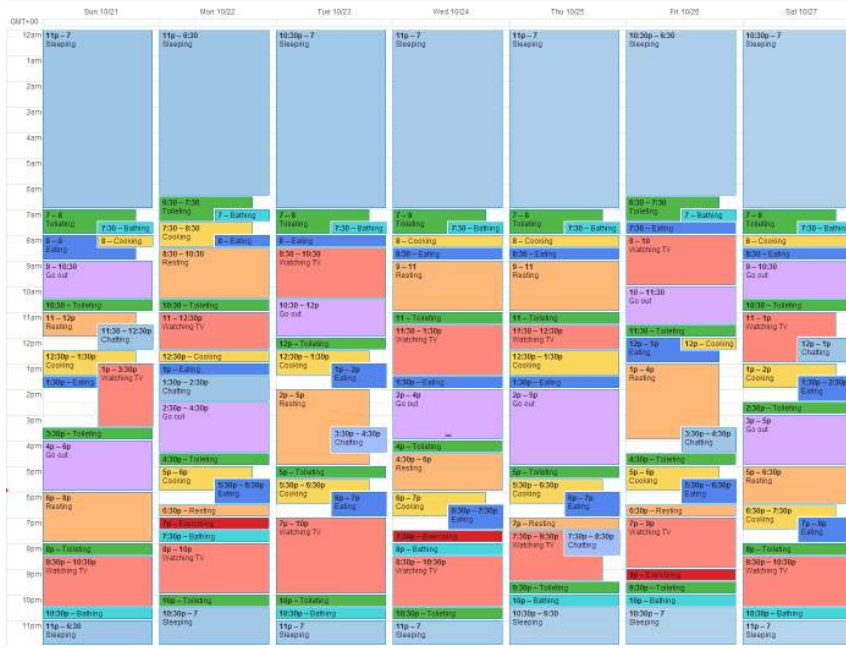 Sun 10/21
Mon 10/22
Tue 10/23
Wed 10/24
Thu 10/25
Fri 10/26
Sat 10/27
12am
1am
2am
3am
4am
5am
6am
7am
8am
9am
10am
11am
12pm
1pm
2pm
3pm
4pm
5pm
6pm
7pm
8pm
9pm
10pm
11pm
11p – 7
Sleeping
7 – 8
Toileting
7:30 – Bathing
8 – 9
Eating
8 – Cooking
9 – 10:30
Go out
10:30 – Toileting
11 – 12p
Resting
11:30 – 12:30p
Chatting
12:30p – 1:30p
Cooking
1p – 3:30p
Watching TV
1:30p – Eating
3:30p – Toileting
4p – 6p
Go out
6p – 8p
Resting
8p – Toileting
8:30p – 10:30p
Watching TV
10:30p – Bathing
11p – 6:30
Sleeping
11p – 6:30
Sleeping
6:30 – 7:30
Toileting
7 – Bathing
7:30 – 8:30
Cooking
8 – Eating
8:30 – 10:30
Resting
10:30 – Toileting
11 – 12:30p
Watching TV
12:30p – Cooking
1p – Eating
1:30p – 2:30p
Chatting
2:30p – 4:30p
Go out
4:30p – Toileting
5p – 6p
Cooking
5:30p – 6:30p
Eating
6:30p – Resting
7p – Exercising
7:30p – Bathing
8p – 10p
Watching TV
10p – Toileting
10:30p – 7
Sleeping
10:30p – 7
Sleeping
7 – 8
Toileting
7:30 – Bathing
8 – Eating
8:30 – 10:30
Watching TV
10:30 – 12p
Go out
12p – Toileting
12:30p – 1:30p
Cooking
1p – 2p
Eating
2p – 5p
Resting
3:30p – 4:30p
Chatting
5p – Toileting
5:30p – 6:30p
Cooking
6p – 7p
Eating
7p – 10p
Watching TV
10p – Toileting
10:30p – Bathing
11p – 7
Sleeping
11p – 7
Sleeping
7 – 8
Toileting
7:30 – Bathing
8 – Cooking
8:30 – Eating
9 – 11
Resting
11 – Toileting
11:30 – 1:30p
Watching TV
1:30p – Eating
2p – 4p
Go out
4p – Toileting
4:30p – 6p
Resting
6p – 7p
Cooking
6:30p – 7:30p
Eating
7:30p – Exercising
8p – Bathing
8:30p – 10:30p
Watching TV
10:30p – Toileting
11p – 7
Sleeping
11p – 7
Sleeping
7 – 8
Toileting
7:30 – Bathing
8 – Cooking
8:30 – Eating
9 – 11
Resting
11 – Toileting
11:30 – 12:30p
Watching TV
12:30p – 1:30p
Cooking
1:30p – Eating
2p – 5p
Go out
5p – Toileting
5:30p – 6:30p
Cooking
6p – 7p
Eating
7p – Resting
7:30p – 9:30p
Watching TV
7:30p – 8:30p
Chatting
9:30p – Toileting
10p – Bathing
10:30p – 6:30
Sleeping
10:30p – 6:30
Sleeping
6:30 – 7:30
Toileting
7 – Bathing
7:30 – Eating
8 – 10
Watching TV
10 – 11:30
Go out
11:30 – Toileting
12p – 1p
Eating
12p – Cooking
1p – 4p
Resting
3:30p – 4:30p
Chatting
4:30p – Toileting
5p – 6p
Cooking
5:30p – 6:30p
Eating
6:30p – Resting
7p – 9p
Watching TV
9p – Exercising
9:30p – Toileting
10p – Bathing
10:30p – 7
Sleeping
10:30p – 7
Sleeping
7 – 8
Toileting
7:30 – Bathing
8 – Cooking
8:30 – Eating
9 – 10:30
Go out
10:30 – Toileting
11 – 1p
Watching TV
12p – 1p
Chatting
1p – 2p
Cooking
1:30p – 2:30p
Eating
2:30p – Toileting
3p – 5p
Go out
5p – 6:30p
Resting
6:30p – 7:30p
Cooking
7p – 8p
Eating
8p – Toileting
8:30p – 10:30p
Watching TV
10:30p – Bathing
11p – 7
Sleeping